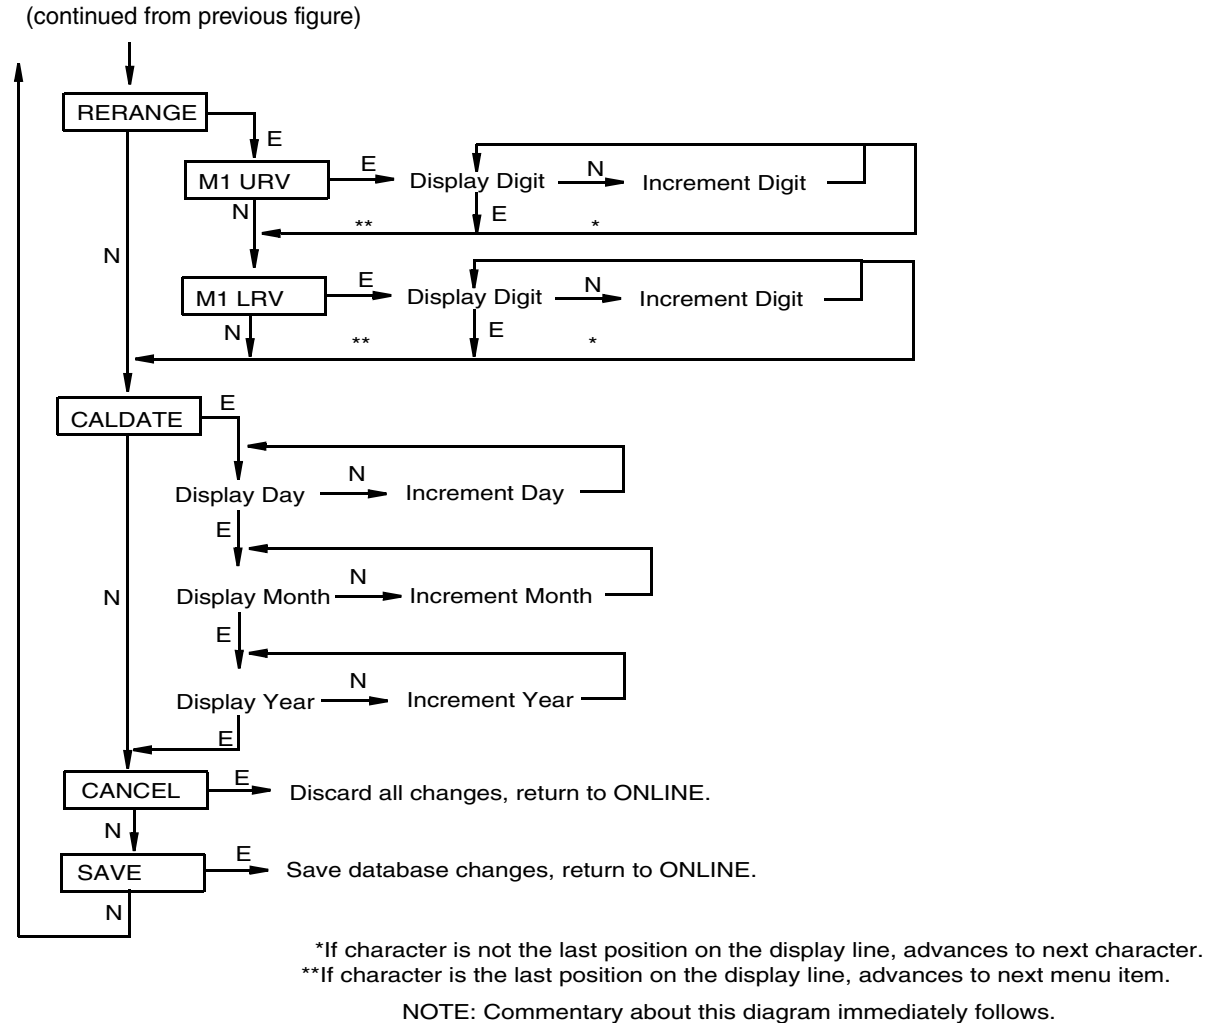 (continued from previous figure)
RERANGE
E
M1 URV
E
Display Digit
N
Increment Digit
N
**
E
*
N
M1 LRV
E
Display Digit
N
Increment Digit
N
**
E
*
CALDATE
E
Display Day
N
Increment Day
E
N
Display Month
N
Increment Month
E
Display Year
N
Increment Year
E
CANCEL
E
Discard all changes, return to ONLINE.
N
SAVE
E
Save database changes, return to ONLINE.
N
*If character is not the last position on the display line, advances to next character.
**If character is the last position on the display line, advances to next menu item.
NOTE: Commentary about this diagram immediately follows.